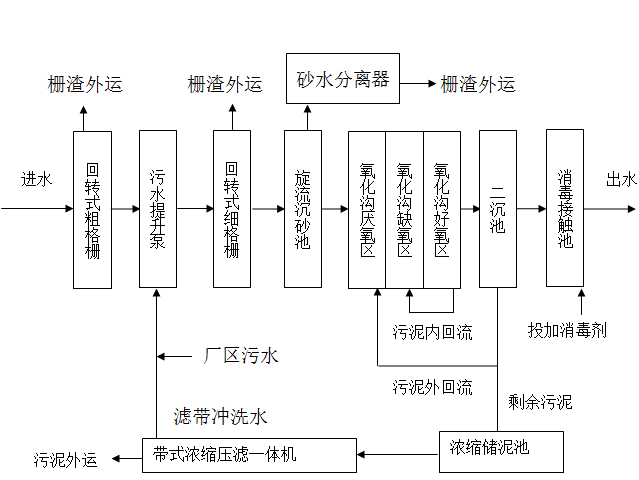 砂水分离器
栅渣外运
栅渣外运
栅渣外运
进水
回转式粗格栅
污水提升泵
回转式细格栅
旋流沉砂池
氧化沟厌氧区
氧化沟缺氧区
氧化沟好氧区
二沉池
消毒接触池
出水
污泥内回流
投加消毒剂
厂区污水
污泥外回流
剩余污泥
滤带冲洗水
污泥外运
带式浓缩压滤一体机
浓缩储泥池